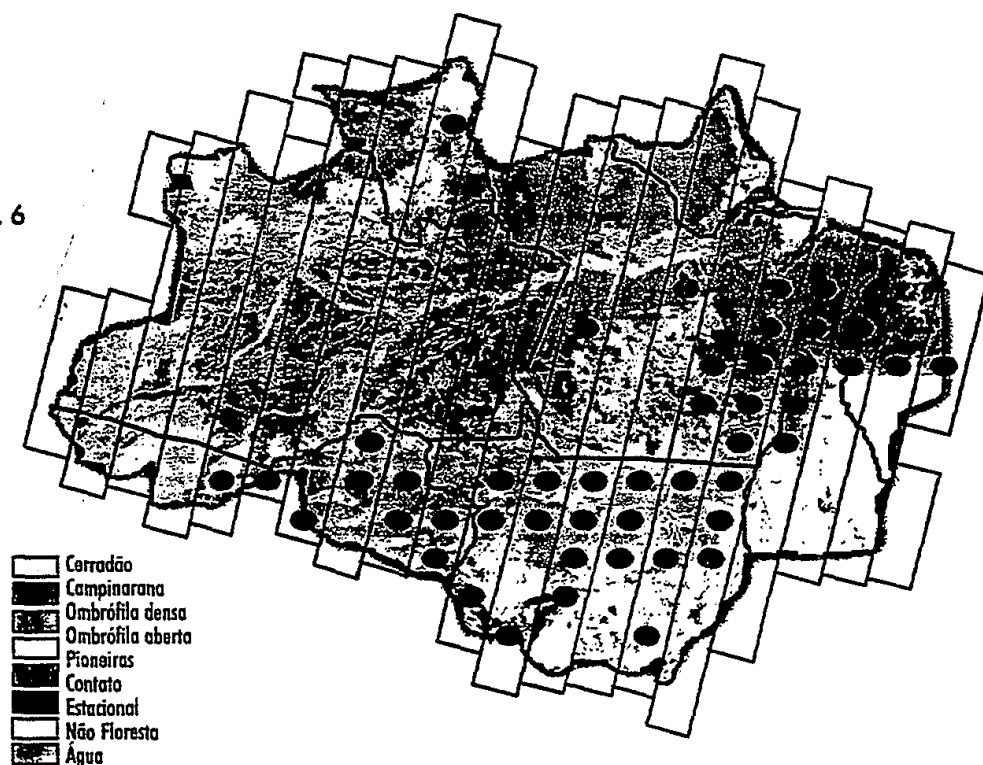 . 6
Cerradão
Campinarana
Ombrófila densa
Ombrófila aberta
Pioneiras
Contato
Estacional
Não Floresta
Água